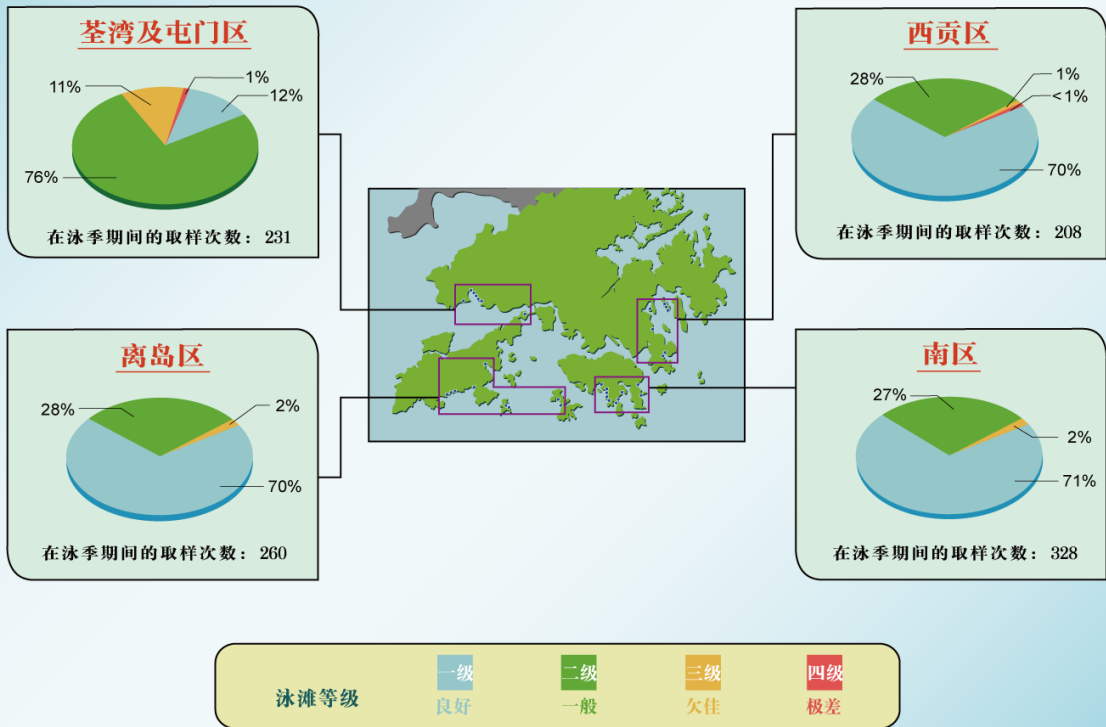 荃湾及屯门区
11%
1%
12%
76%
在泳季期间的取样次数：231
西贡区
28%
1%
<1%
70%
在泳季期间的取样次数：208
离岛区
28%
2%
70%
在泳季期间的取样次数：260
南区
27%
2%
71%
在泳季期间的取样次数：328
泳滩等级
一级 二级 三级 四级
良好 一般 欠佳 极差